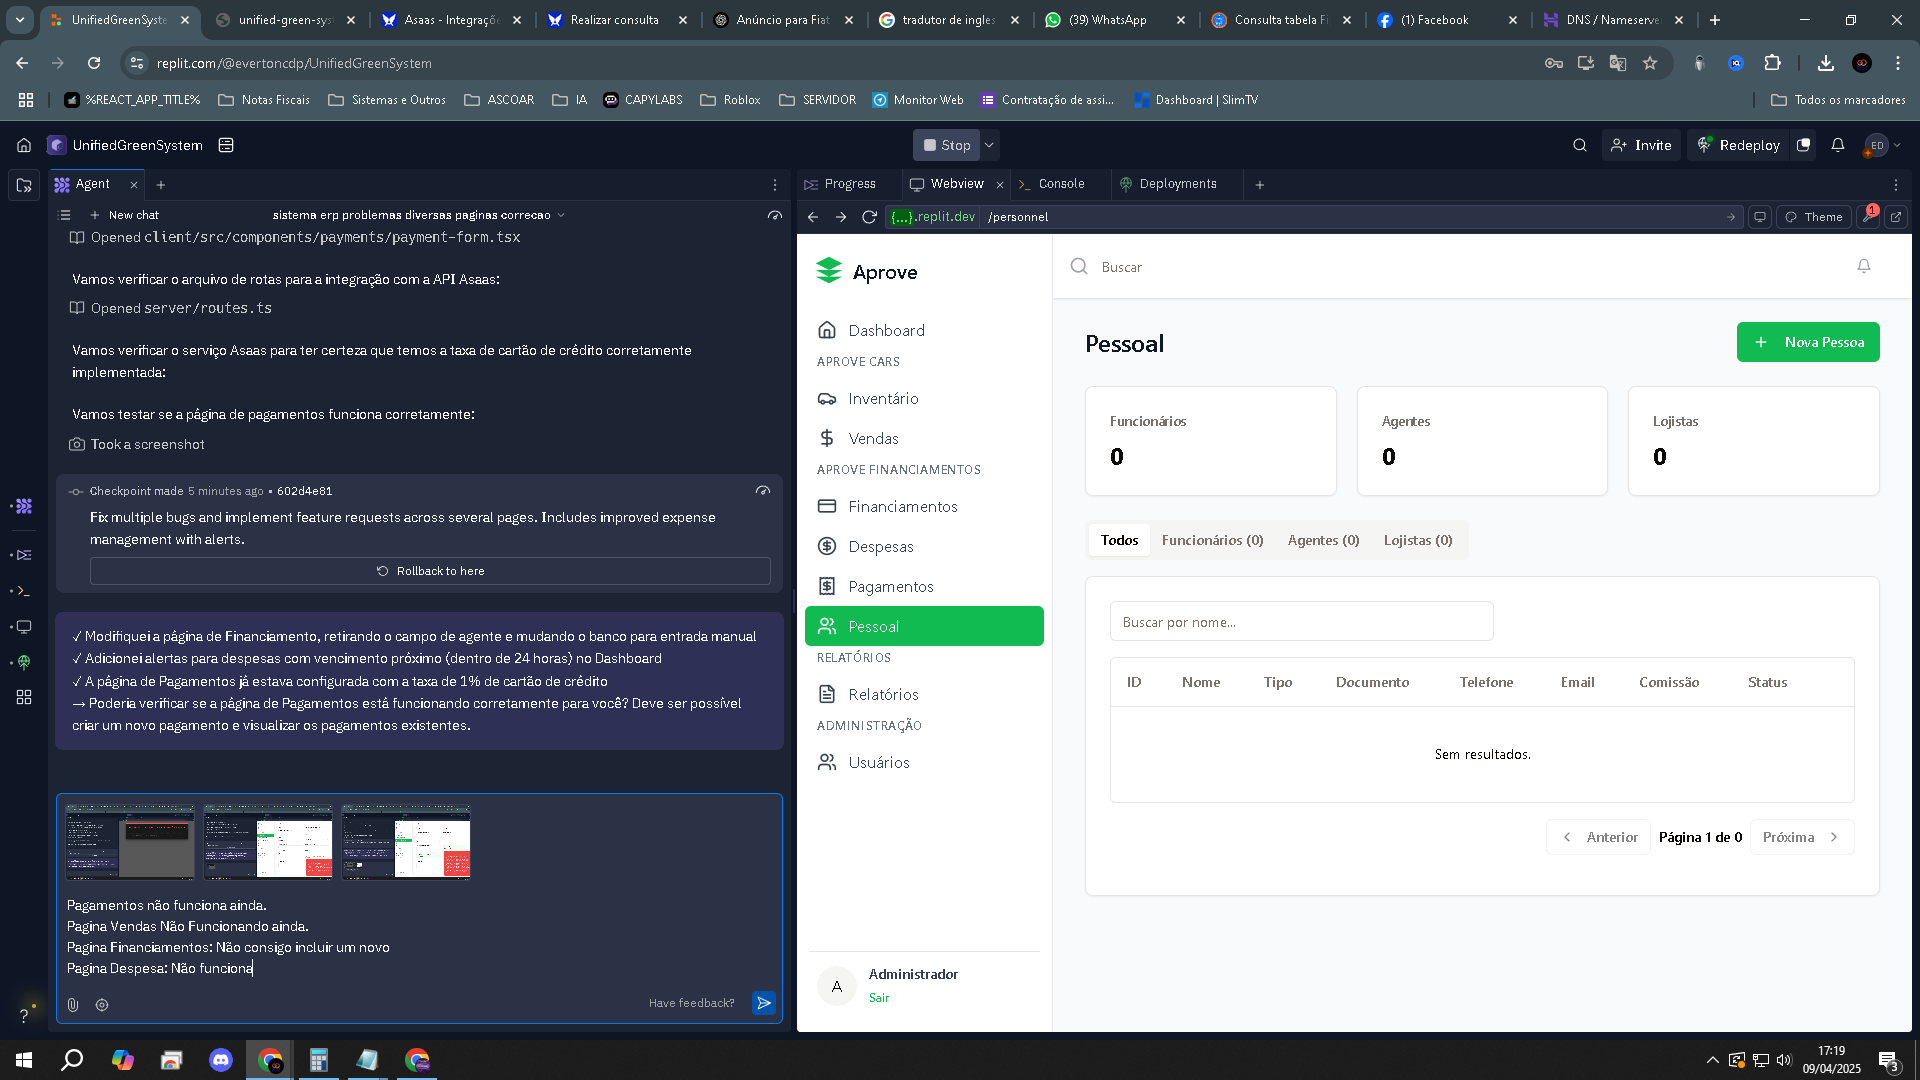 UnifiedGreenSyste
unified-green-sys
Asaas - Integraçõe
Realizar consulta
Anúncio para Fiat
tradutor de ingles
(39) WhatsApp
Consulta tabela Fi
(1) Facebook
DNS / Nameserve
replit.com/@evertoncdp/UnifiedGreenSystem
%REACT_APP_TITLE%
Notas Fiscais
Sistemas e Outros
ASCOAR
IA
CAPYLABS
Roblox
SERVIDOR
Monitor Web
Contratação de assi...
Dashboard | SlimTV
Todos os marcadores
UnifiedGreenSystem
Stop
Invite
Redeploy
ED
Agent
Progress
Webview
Console
Deployments
New chat
sistema erp problemas diversas paginas correcao
{...}.replit.dev
/personnel
Theme
1
Opened client/src/components/payments/payment-form.tsx
Vamos verificar o arquivo de rotas para a integração com a API Asaas:
Opened server/routes.ts
Vamos verificar o serviço Asaas para ter certeza que temos a taxa de cartão de crédito corretamente
implementada:
Vamos testar se a página de pagamentos funciona corretamente:
Took a screenshot
Checkpoint made 5 minutes ago • 602d4e81
Fix multiple bugs and implement feature requests across several pages. Includes improved expense
management with alerts.
Rollback to here
✓ Modifiquei a página de Financiamento, retirando o campo de agente e mudando o banco para entrada manual
✓ Adicionei alertas para despesas com vencimento próximo (dentro de 24 horas) no Dashboard
✓ A página de Pagamentos já estava configurada com a taxa de 1% de cartão de crédito
→ Poderia verificar se a página de Pagamentos está funcionando corretamente para você? Deve ser possível
criar um novo pagamento e visualizar os pagamentos existentes.
Pagamentos não funciona ainda.
Pagina Vendas Não Funcionando ainda.
Pagina Financiamentos: Não consigo incluir um novo
Pagina Despesa: Não funciona
Have feedback?
?
Aprove
Dashboard
APROVE CARS
Inventário
Vendas
APROVE FINANCIAMENTOS
Financiamentos
Despesas
Pagamentos
Pessoal
RELATÓRIOS
Relatórios
ADMINISTRAÇÃO
Usuários
A
Administrador
Sair
Buscar
Pessoal
Nova Pessoa
Funcionários
0
Agentes
0
Lojistas
0
Todos
Funcionários (0)
Agentes (0)
Lojistas (0)
Buscar por nome...
ID
Nome
Tipo
Documento
Telefone
Email
Comissão
Status
Sem resultados.
Anterior
Página 1 de 0
Próxima
17:19
09/04/2025
3